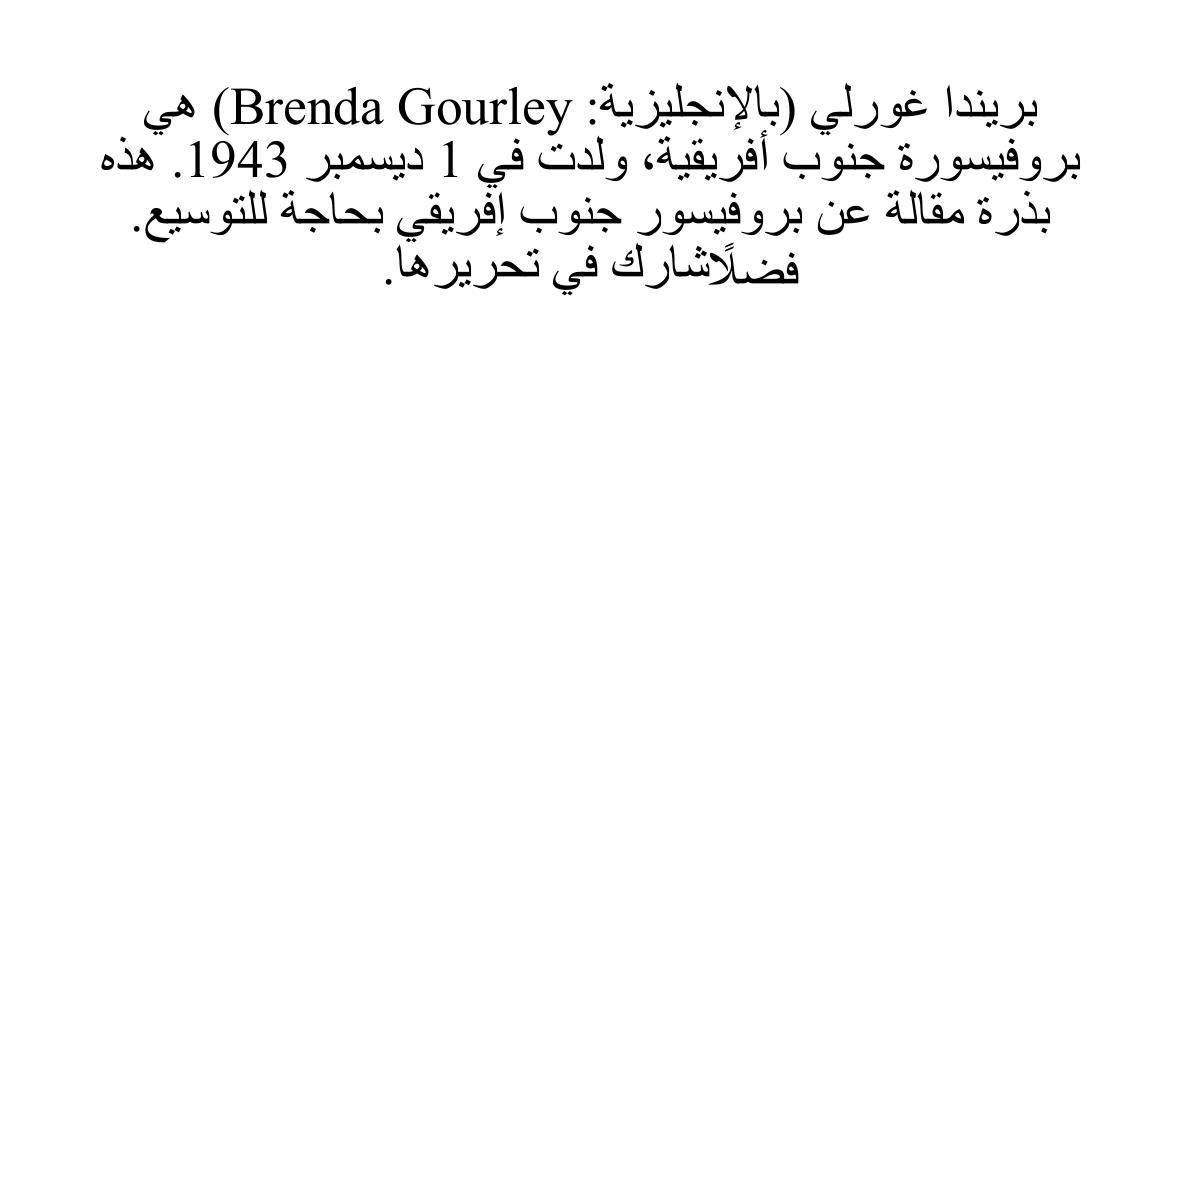 بريندا غورلي (بالإنجليزية: Brenda Gourley) هي
بروفيسورة جنوب أفريقية، ولدت في 1 ديسمبر 1943. هذه
بذرة مقالة عن بروفيسور جنوب إفريقي بحاجة للتوسيع.
فضلًاشارك في تحريرها.